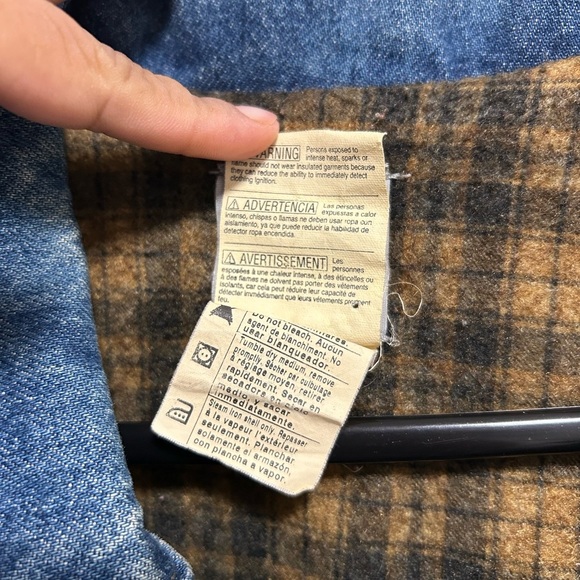 WARNING Persons exposed to
intense heat, sparks or
flame should not wear insulated garments because
they can reduce the ability to immediately detect
clothing ignition.
ADVERTENCIA Las personas
expuestas a calor
intenso, chispas o llamas no deben usar ropa con
aislamiento, ya que puede reducir la habilidad de
detector ropa encendida.
AVERTISSEMENT Les
personnes
exposées à une chaleur intense, à des étincelles ou
à des flammes ne doivent pas porter des vêtements
isolants, car cela peut réduire leur capacité de
détecter immédiatement que leurs vêtements prennent
feu.
Do not bleach. Aucun
agent de blanchiment. No
usar blanqueador.
Tumble dry medium, remove
promptly. Sécher par culbutage
à réglage moyen, retirer
rapidement. Secar en
secadora en ciclo
medio, y sacar
inmediatamente.
Steam iron shell only. Repasser
à la vapeur l'extérieur
seulement. Planchar
solamente el armazón,
con plancha a vapor.